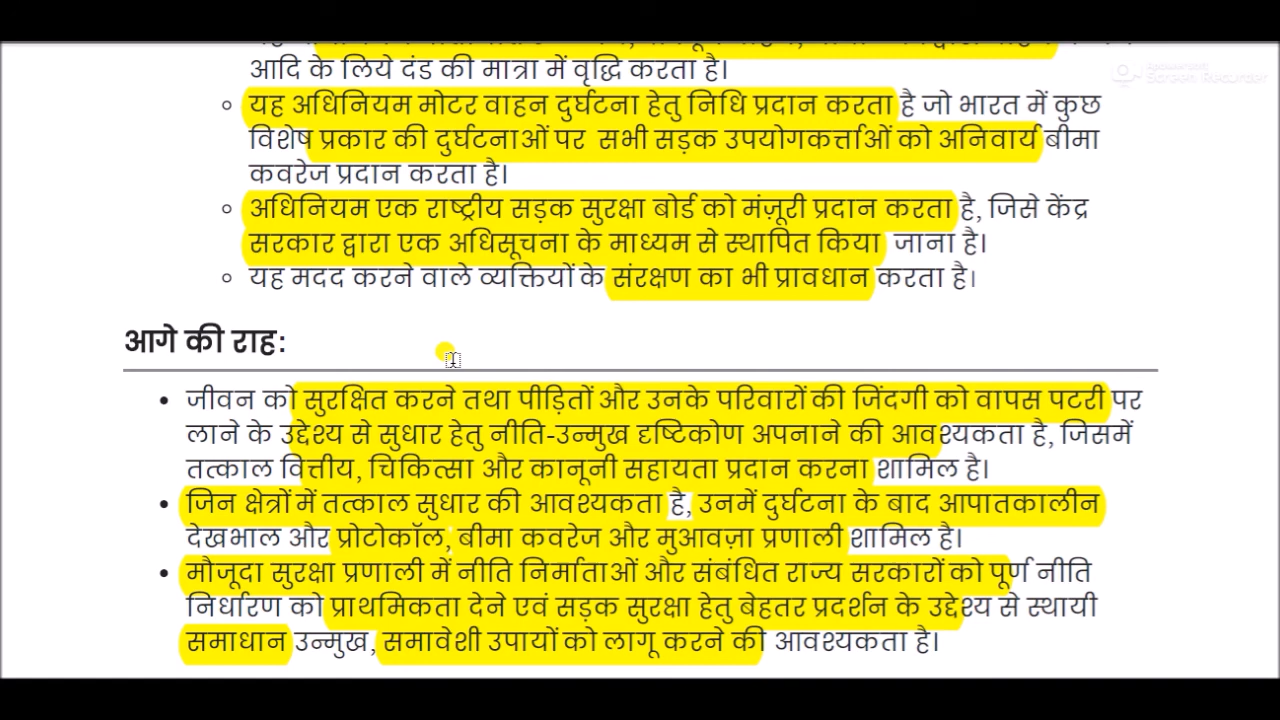 आदि के लिये दंड की मात्रा में वृद्धि करता है।
यह अधिनियम मोटर वाहन दुर्घटना हेतु निधि प्रदान करता है जो भारत में कुछ
विशेष प्रकार की दुर्घटनाओं पर सभी सड़क उपयोगकर्त्ताओं को अनिवार्य बीमा
कवरेज प्रदान करता है।
अधिनियम एक राष्ट्रीय सड़क सुरक्षा बोर्ड को मंज़ूरी प्रदान करता है, जिसे केंद्र
सरकार द्वारा एक अधिसूचना के माध्यम से स्थापित किया जाना है।
यह मदद करने वाले व्यक्तियों के संरक्षण का भी प्रावधान करता है।
आगे की राह:
जीवन को सुरक्षित करने तथा पीड़ितों और उनके परिवारों की जिंदगी को वापस पटरी पर
लाने के उद्देश्य से सुधार हेतु नीति-उन्मुख दृष्टिकोण अपनाने की आवश्यकता है, जिसमें
तत्काल वित्तीय, चिकित्सा और कानूनी सहायता प्रदान करना शामिल है।
जिन क्षेत्रों में तत्काल सुधार की आवश्यकता है, उनमें दुर्घटना के बाद आपातकालीन
देखभाल और प्रोटोकॉल, बीमा कवरेज और मुआवज़ा प्रणाली शामिल है।
मौजूदा सुरक्षा प्रणाली में नीति निर्माताओं और संबंधित राज्य सरकारों को पूर्ण नीति
निर्धारण को प्राथमिकता देने एवं सड़क सुरक्षा हेतु बेहतर प्रदर्शन के उद्देश्य से स्थायी
समाधान उन्मुख, समावेशी उपायों को लागू करने की आवश्यकता है।